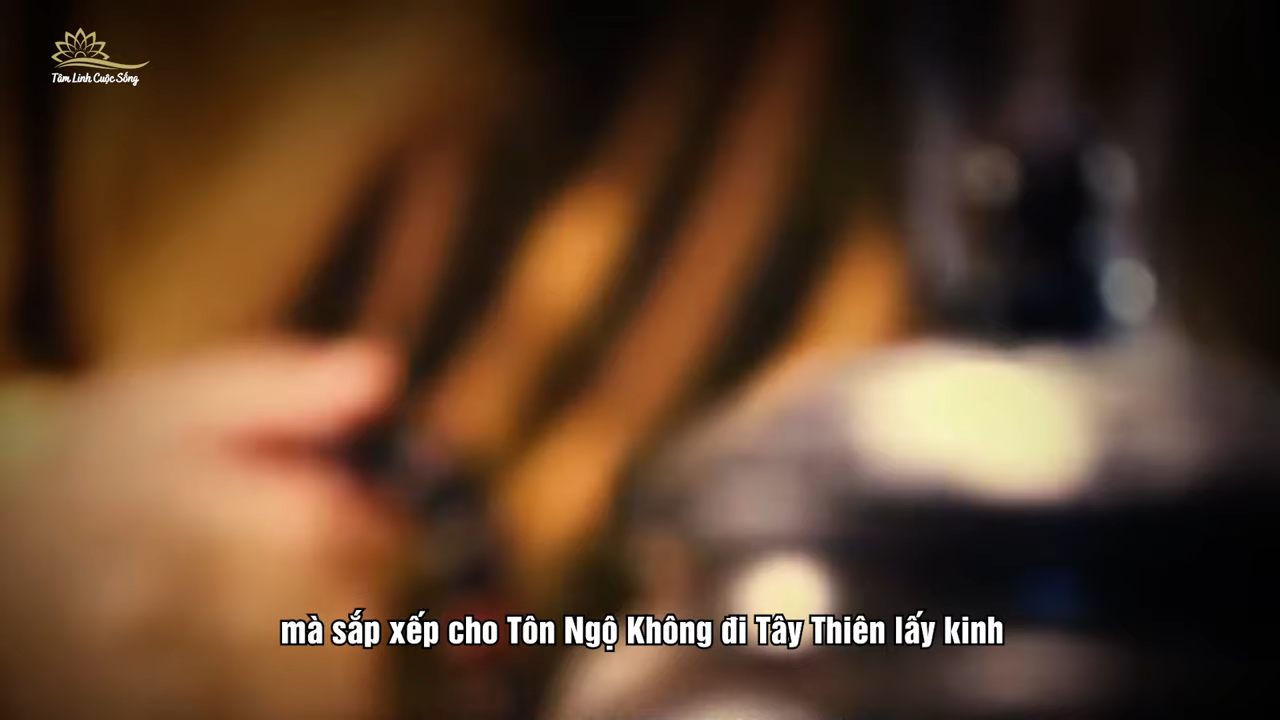 Tâm Linh Cuộc Sống
mà sắp xếp cho Tôn Ngộ Không đi Tây Thiên lấy kinh